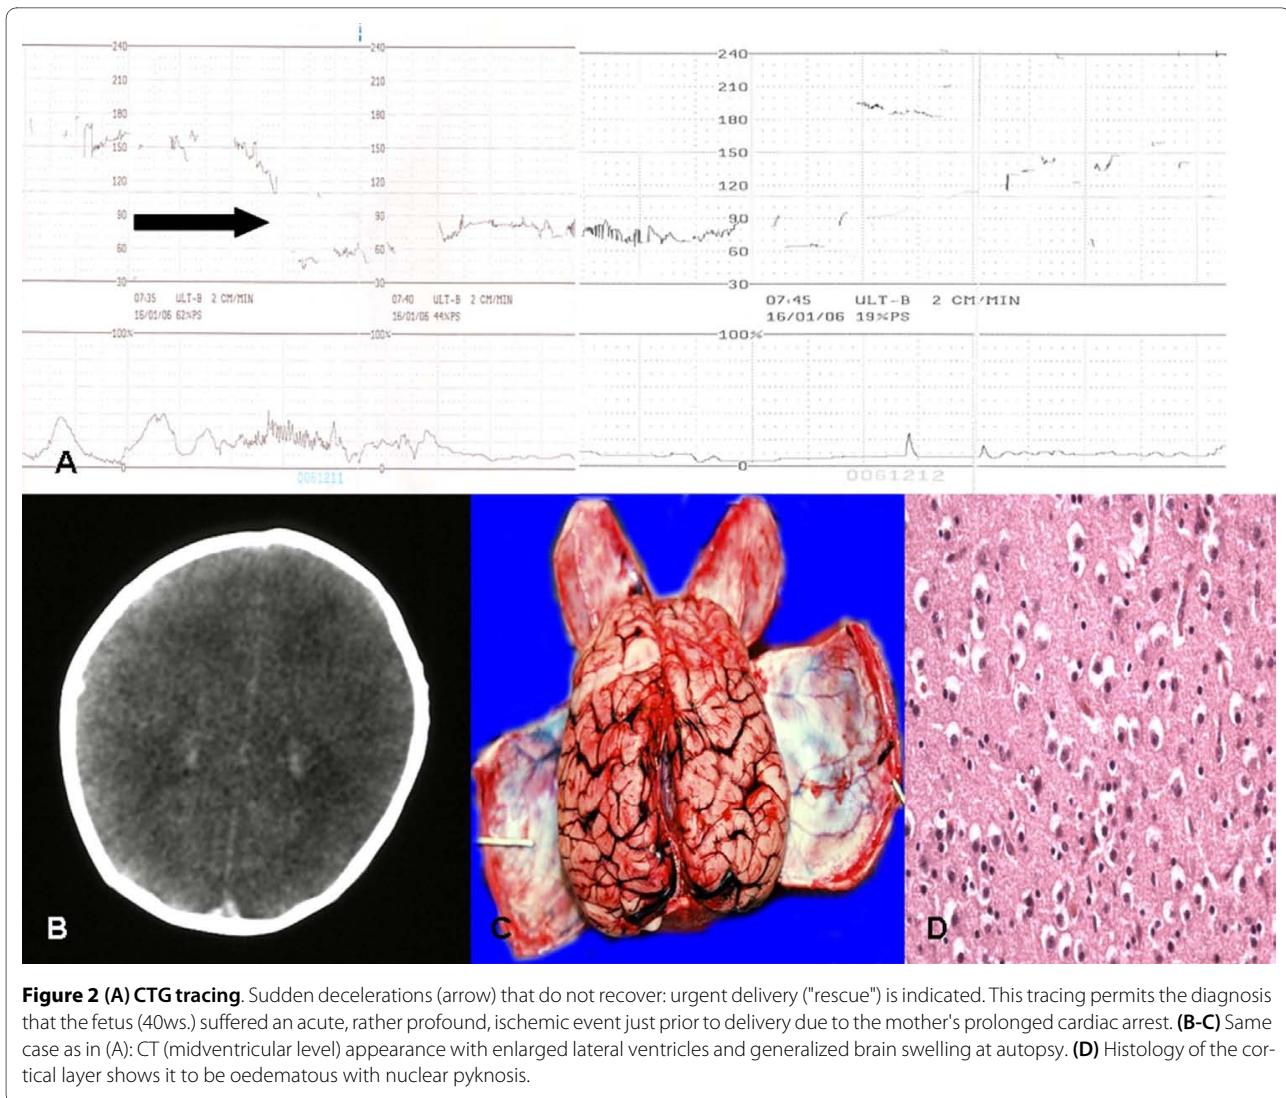 240
240
240
210
210
210
180
180
180
150
150
150
120
120
120
90
90
90
60
60
60
30
30
30
07:35 ULT-B 2 CM/MIN
16/01/06 62%PS
07:40 ULT-B 2 CM/MIN
16/01/06 44%PS
07:45 ULT-B 2 CM/MIN
16/01/06 19%PS
100%
100%
100%
0
0
0
A
0061211
0061212
B
C
D
Figure 2 (A) CTG tracing. Sudden decelerations (arrow) that do not recover: urgent delivery ("rescue") is indicated. This tracing permits the diagnosis
that the fetus (40ws.) suffered an acute, rather profound, ischemic event just prior to delivery due to the mother's prolonged cardiac arrest. (B-C) Same
case as in (A): CT (midventricular level) appearance with enlarged lateral ventricles and generalized brain swelling at autopsy. (D) Histology of the cor-
tical layer shows it to be oedematous with nuclear pyknosis.